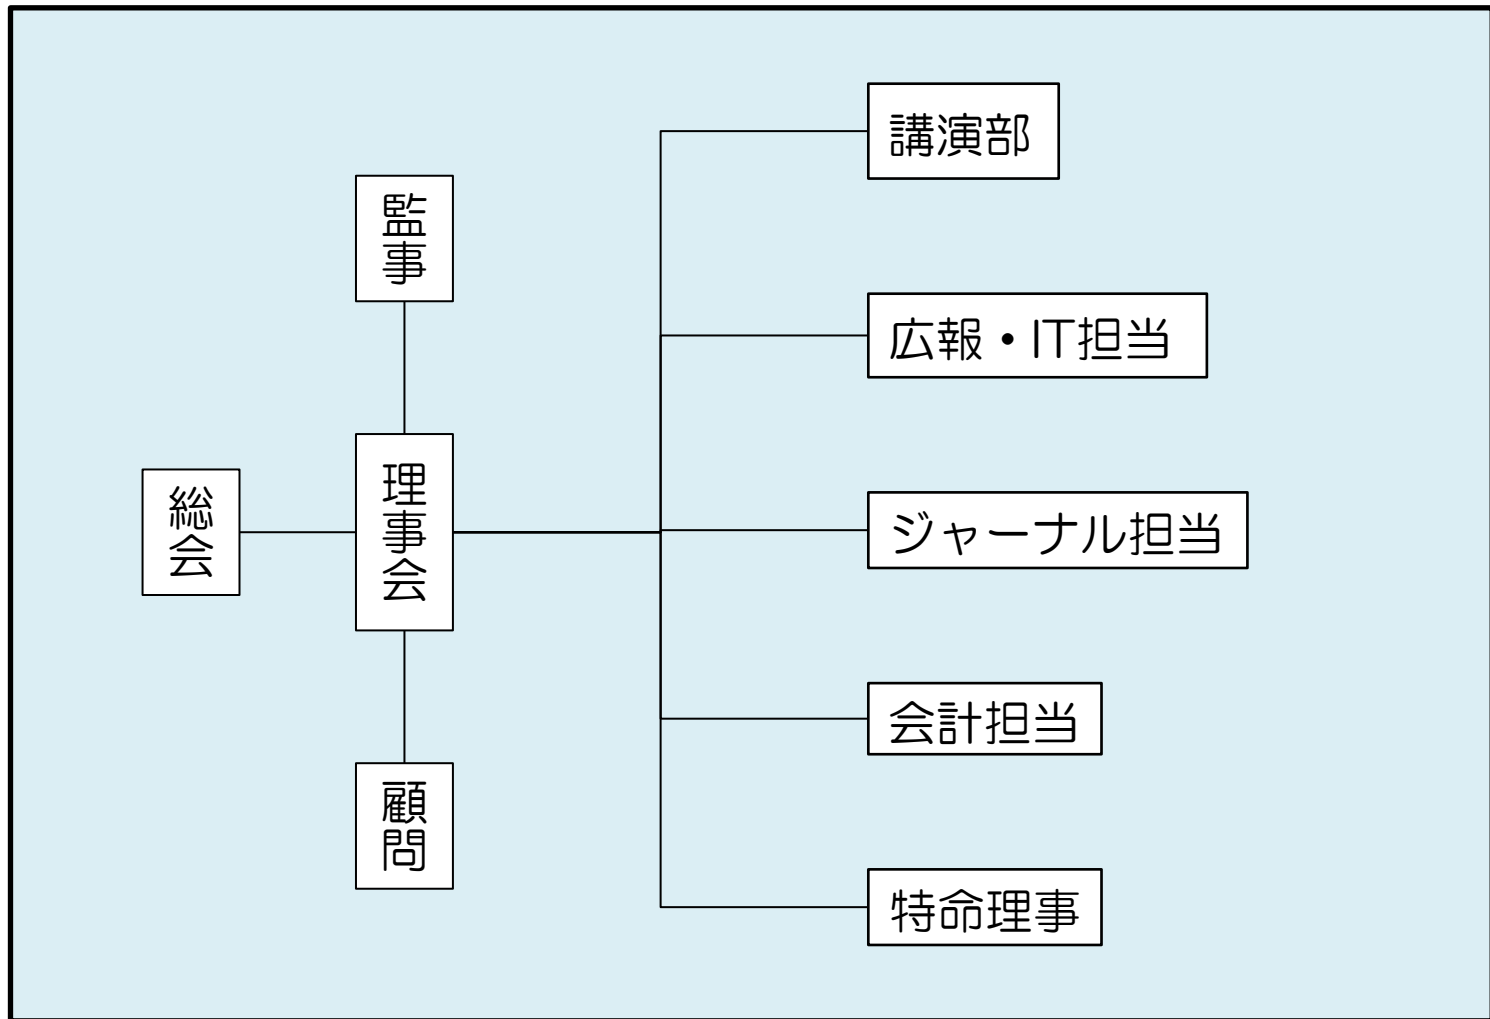 総会
監事
理事会
顧問
講演部
広報・IT担当
ジャーナル担当
会計担当
特命理事